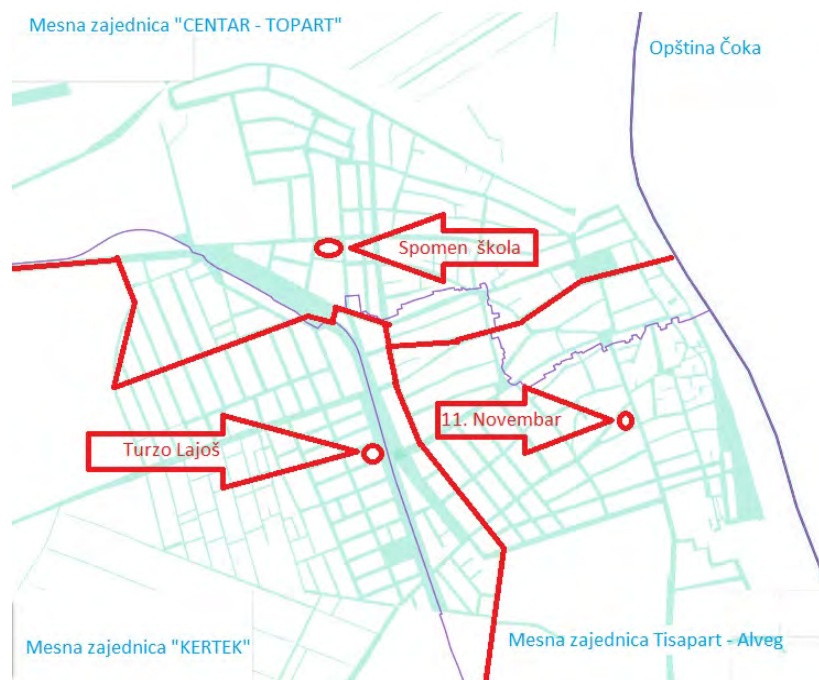 Mesna zajednica "CENTAR - TOPART"
Opština Čoka
Spomen škola
11. Novembar
Turzo Lajoš
Mesna zajednica "KERTEK"
Mesna zajednica Tisapart - Alveg